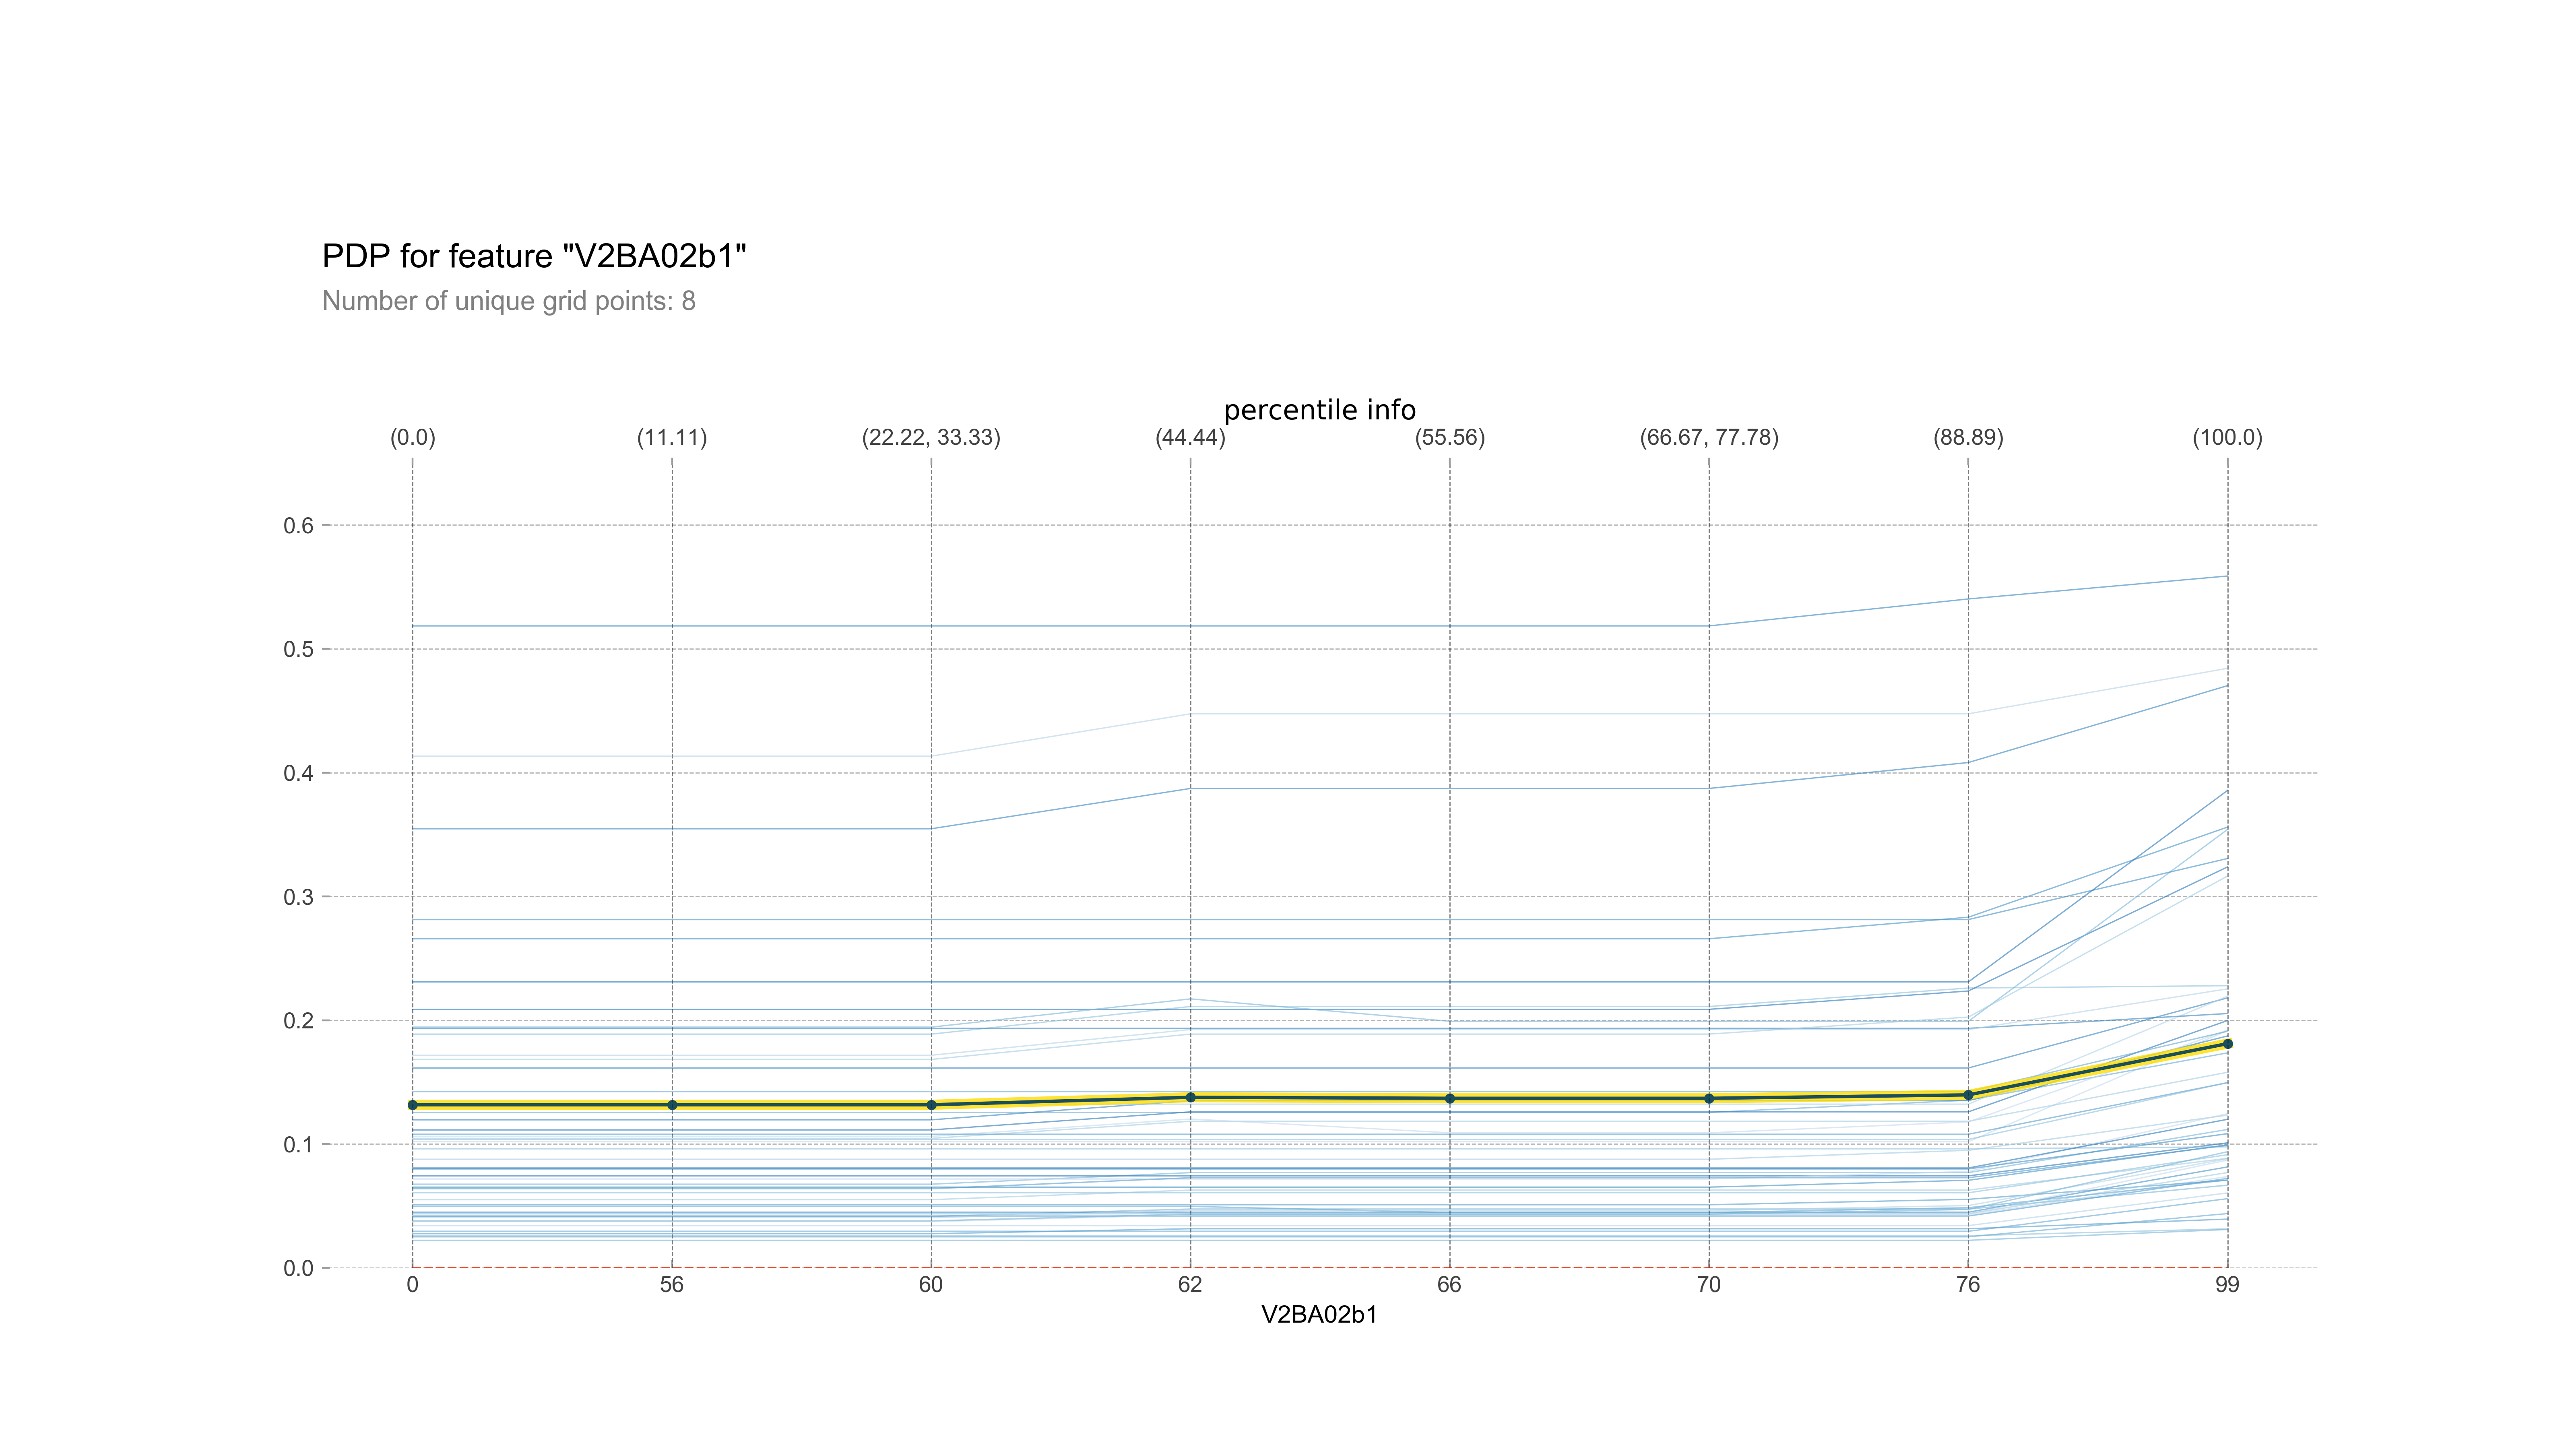 PDP for feature "V2BA02b1"
Number of unique grid points: 8
percentile info
(0.0) (11.11) (22.22, 33.33) (44.44) (55.56) (66.67, 77.78) (88.89) (100.0)
0.6
0.5
0.4
0.3
0.2
0.1
0.0
0 56 60 62 66 70 76 99
V2BA02b1